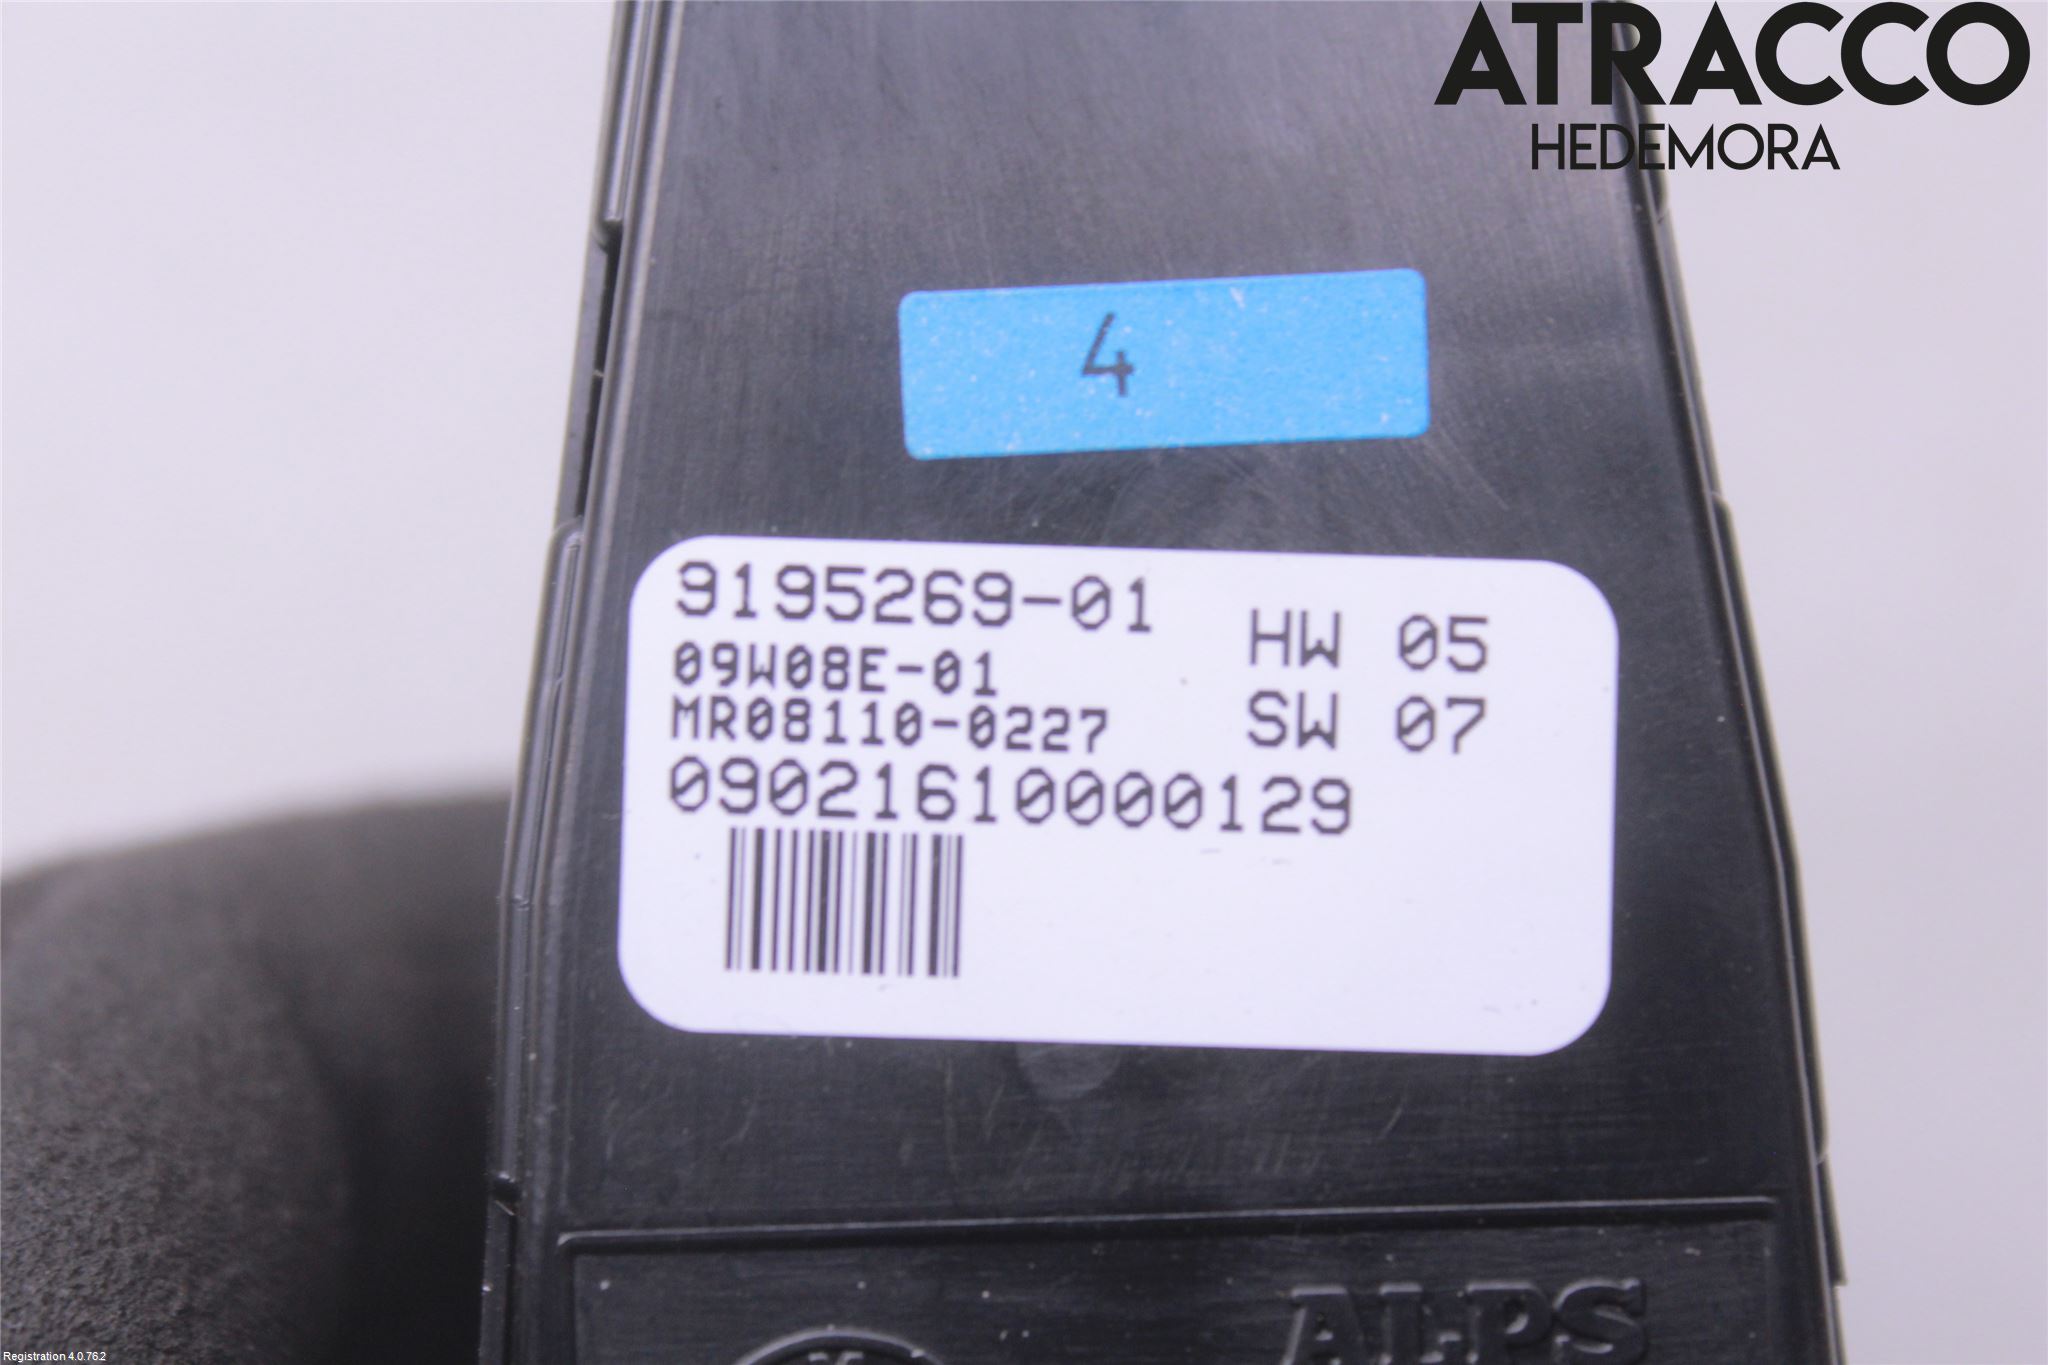 ATRACCO
HEDEMORA
4
9195269-01
HW 05
09W08E-01
MR08110-0227
SW 07
09021610000129
ALPS
Registration 4.0.76.2